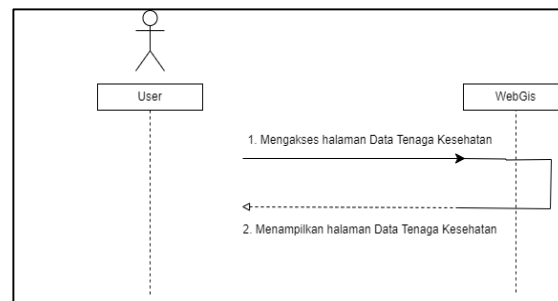 User
WebGis
1. Mengakses halaman Data Tenaga Kesehatan
2. Menampilkan halaman Data Tenaga Kesehatan